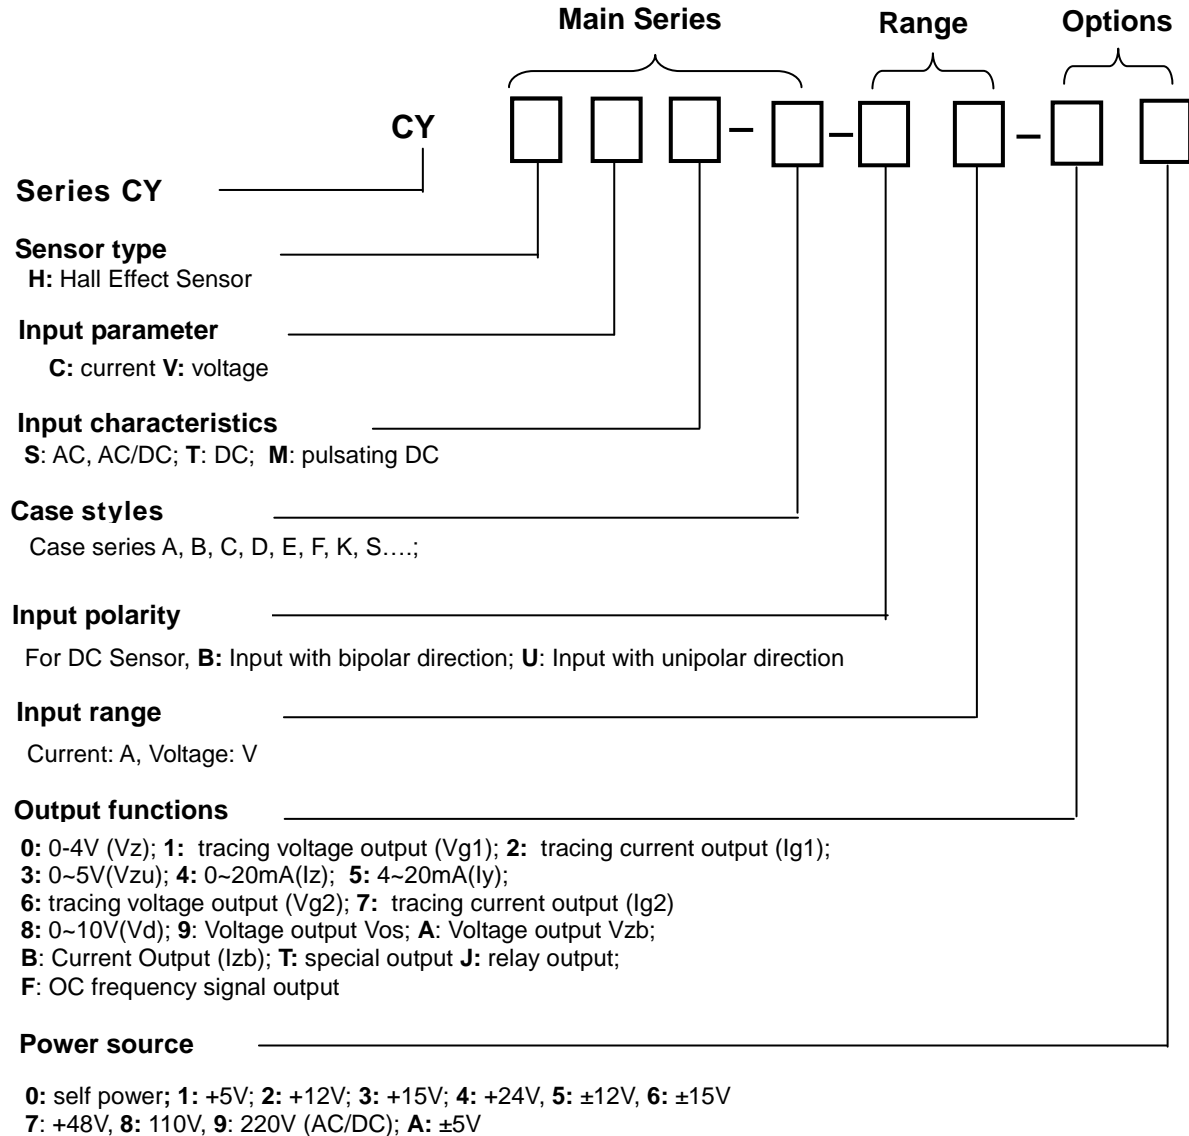 Main Series
Range
Options
CY
Series CY
Sensor type
H: Hall Effect Sensor
Input parameter
C: current V: voltage
Input characteristics
S: AC, AC/DC; T: DC; M: pulsating DC
Case styles
Case series A, B, C, D, E, F, K, S….;
Input polarity
For DC Sensor, B: Input with bipolar direction; U: Input with unipolar direction
Input range
Current: A, Voltage: V
Output functions
0: 0-4V (Vz); 1: tracing voltage output (Vg1); 2: tracing current output (Ig1);
3: 0~5V(Vzu); 4: 0~20mA(Iz); 5: 4~20mA(Iy);
6: tracing voltage output (Vg2); 7: tracing current output (Ig2)
8: 0~10V(Vd); 9: Voltage output Vos; A: Voltage output Vzb;
B: Current Output (Izb); T: special output J: relay output;
F: OC frequency signal output
Power source
0: self power; 1: +5V; 2: +12V; 3: +15V; 4: +24V, 5: ±12V, 6: ±15V
7: +48V, 8: 110V, 9: 220V (AC/DC); A: ±5V